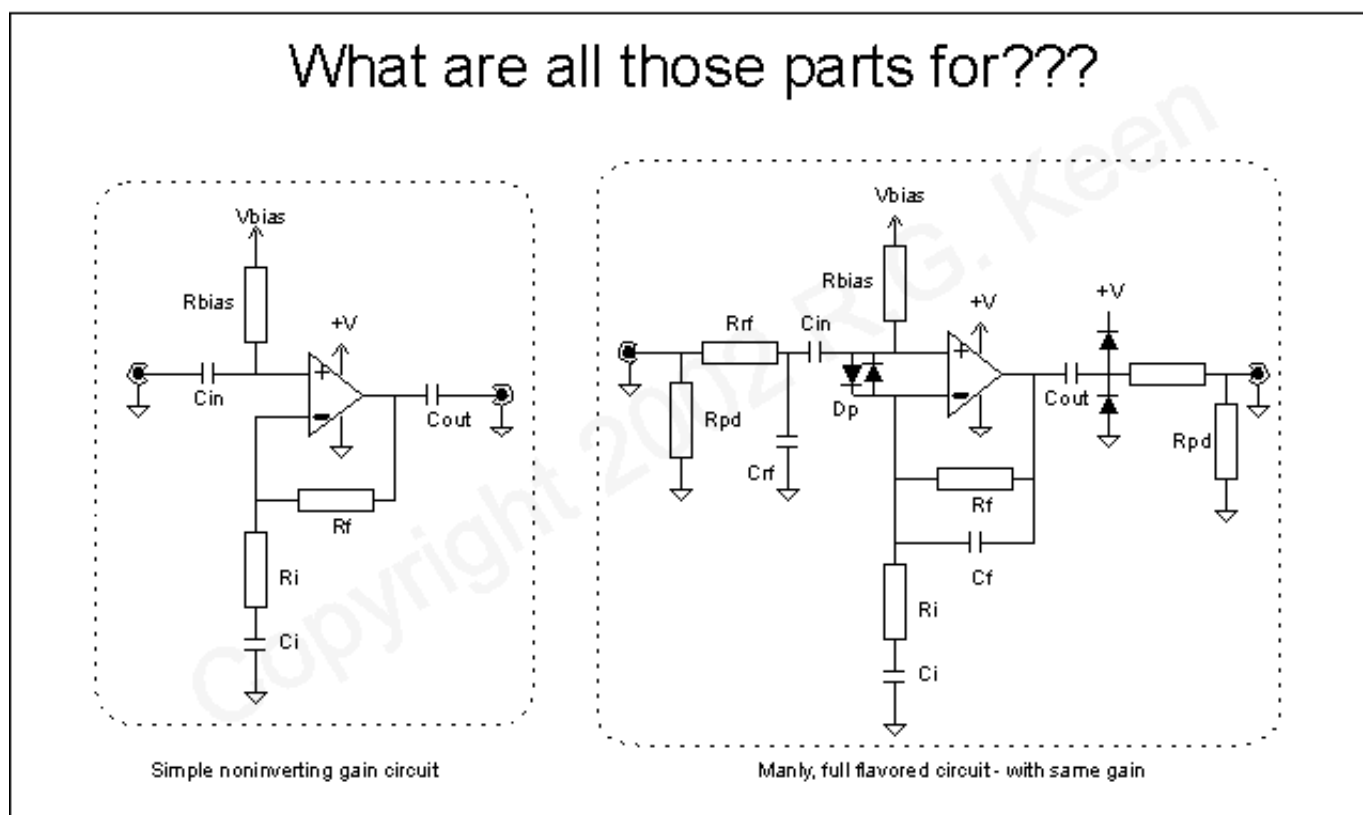 What are all those parts for???
Vbias
Rbias
+V
Cin
Cout
Rf
Ri
Ci
Simple noninverting gain circuit
Vbias
Rbias
+V
+V
Rrf
Cin
Dp
Cout
Rpd
Crf
Rpd
Rf
Cf
Ri
Ci
Manly, full flavored circuit - with same gain
Copyright 2002 R.G. Keen